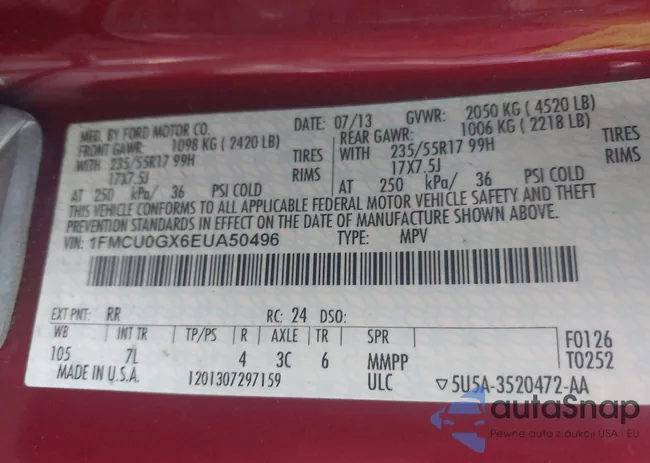 MFD. BY FORD MOTOR CO. DATE: 07/13 GVWR: 2050 KG ( 4520 LB)
FRONT GAWR: 1098 KG ( 2420 LB) REAR GAWR: 1006 KG ( 2218 LB)
WITH 235/55R17 99H TIRES WITH 235/55R17 99H TIRES
17X7.5J RIMS 17X7.5J RIMS
AT 250 kPa/ 36 PSI COLD AT 250 kPa/ 36 PSI COLD
THIS VEHICLE CONFORMS TO ALL APPLICABLE FEDERAL MOTOR VEHICLE SAFETY AND THEFT
PREVENTION STANDARDS IN EFFECT ON THE DATE OF MANUFACTURE SHOWN ABOVE.
VIN: 1FMCU0GX6EUA50496 TYPE: MPV
EXT PNT: RR RC: 24 DSO:
WB INT TR TP/PS R AXLE TR SPR F0126
105 7L 4 3C 6 MMPP T0252
MADE IN U.S.A. 1201307297159 ULC 5U5A-3520472-AA
autaSnap
Pewne auta z aukcji USA i EU